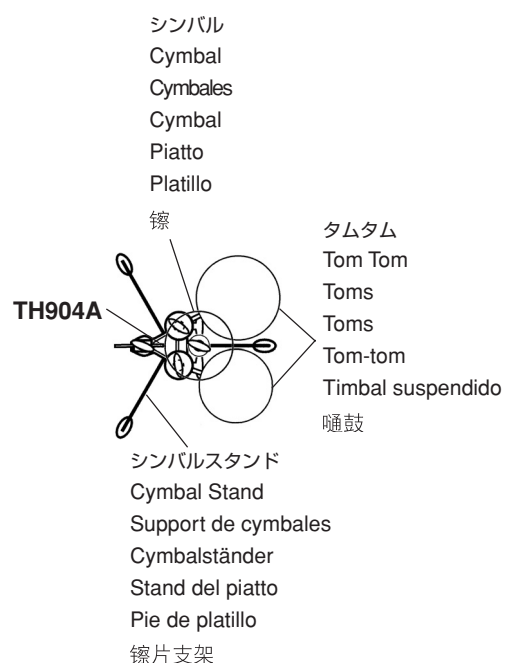 シンバル
Cymbal
Cymbales
Cymbal
Piatto
Platillo
镲
タムタム
Tom Tom
Toms
Toms
Tom-tom
Timbal suspendido
嗵鼓
TH904A
シンバルスタンド
Cymbal Stand
Support de cymbales
Cymbalständer
Stand del piatto
Pie de platillo
镲片支架